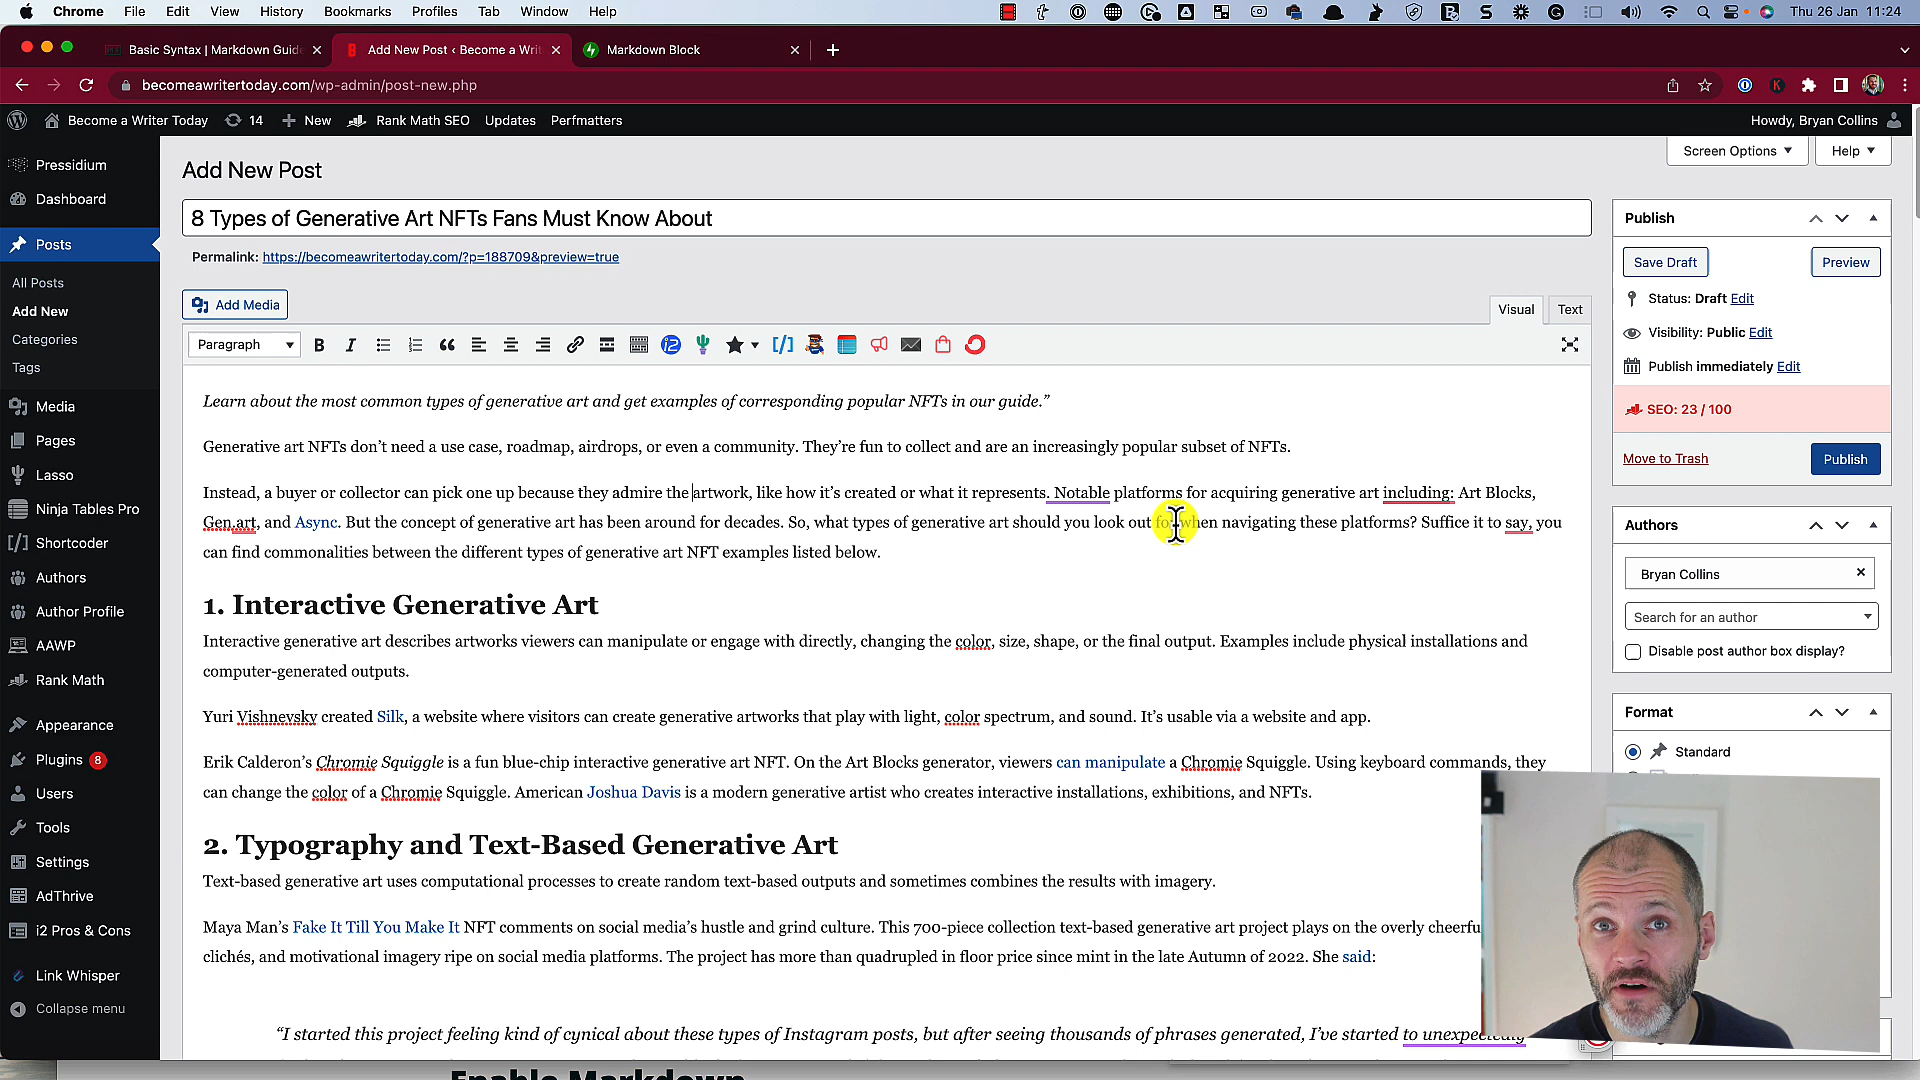 Chrome File Edit View History Bookmarks Profiles Tab Window Help Thu 26 Jan 11:24
Basic Syntax | Markdown Guide Add New Post ‹ Become a Writ Markdown Block
becomeawritertoday.com/wp-admin/post-new.php
Become a Writer Today 14 New Rank Math SEO Updates Perfmatters Howdy, Bryan Collins
Pressidium
Dashboard
Posts
All Posts
Add New
Categories
Tags
Media
Pages
Lasso
Ninja Tables Pro
Shortcoder
Authors
Author Profile
AAWP
Rank Math
Appearance
Plugins 8
Users
Tools
Settings
AdThrive
i2 Pros & Cons
Link Whisper
Collapse menu
Screen Options Help
Add New Post
8 Types of Generative Art NFTs Fans Must Know About
Permalink: https://becomeawritertoday.com/?p=188709&preview=true
Add Media
Visual Text
Paragraph
Learn about the most common types of generative art and get examples of corresponding popular NFTs in our guide.”
Generative art NFTs don’t need a use case, roadmap, airdrops, or even a community. They’re fun to collect and are an increasingly popular subset of NFTs.
Instead, a buyer or collector can pick one up because they admire the artwork, like how it’s created or what it represents. Notable platforms for acquiring generative art including: Art Blocks,
Gen.art, and Async. But the concept of generative art has been around for decades. So, what types of generative art should you look out for when navigating these platforms? Suffice it to say, you
can find commonalities between the different types of generative art NFT examples listed below.
1. Interactive Generative Art
Interactive generative art describes artworks viewers can manipulate or engage with directly, changing the color, size, shape, or the final output. Examples include physical installations and
computer-generated outputs.
Yuri Vishnevsky created Silk, a website where visitors can create generative artworks that play with light, color spectrum, and sound. It’s usable via a website and app.
Erik Calderon’s Chromie Squiggle is a fun blue-chip interactive generative art NFT. On the Art Blocks generator, viewers can manipulate a Chromie Squiggle. Using keyboard commands, they
can change the color of a Chromie Squiggle. American Joshua Davis is a modern generative artist who creates interactive installations, exhibitions, and NFTs.
2. Typography and Text-Based Generative Art
Text-based generative art uses computational processes to create random text-based outputs and sometimes combines the results with imagery.
Maya Man’s Fake It Till You Make It NFT comments on social media’s hustle and grind culture. This 700-piece collection text-based generative art project plays on the overly cheerfu
clichés, and motivational imagery ripe on social media platforms. The project has more than quadrupled in floor price since mint in the late Autumn of 2022. She said:
“I started this project feeling kind of cynical about these types of Instagram posts, but after seeing thousands of phrases generated, I’ve started to unexpectedly
Publish
Save Draft Preview
Status: Draft Edit
Visibility: Public Edit
Publish immediately Edit
SEO: 23 / 100
Move to Trash Publish
Authors
Bryan Collins
Search for an author
Disable post author box display?
Format
Standard
Enable Markdown